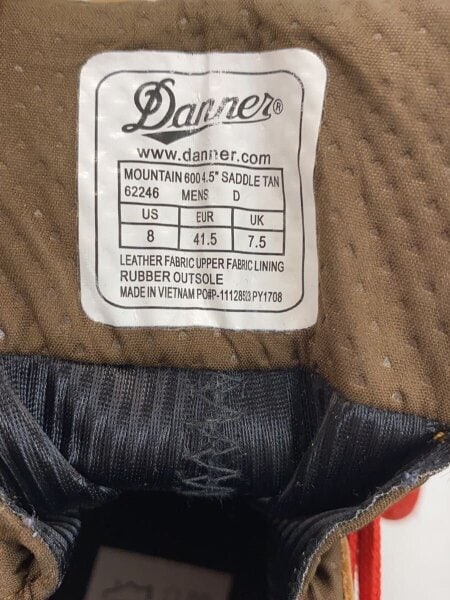 Danner®
www.danner.com
MOUNTAIN 600 4.5" SADDLE TAN
62246 MENS D
US EUR UK
8 41.5 7.5
LEATHER FABRIC UPPER FABRIC LINING
RUBBER OUTSOLE
MADE IN VIETNAM PO#P-11128523 PY1708